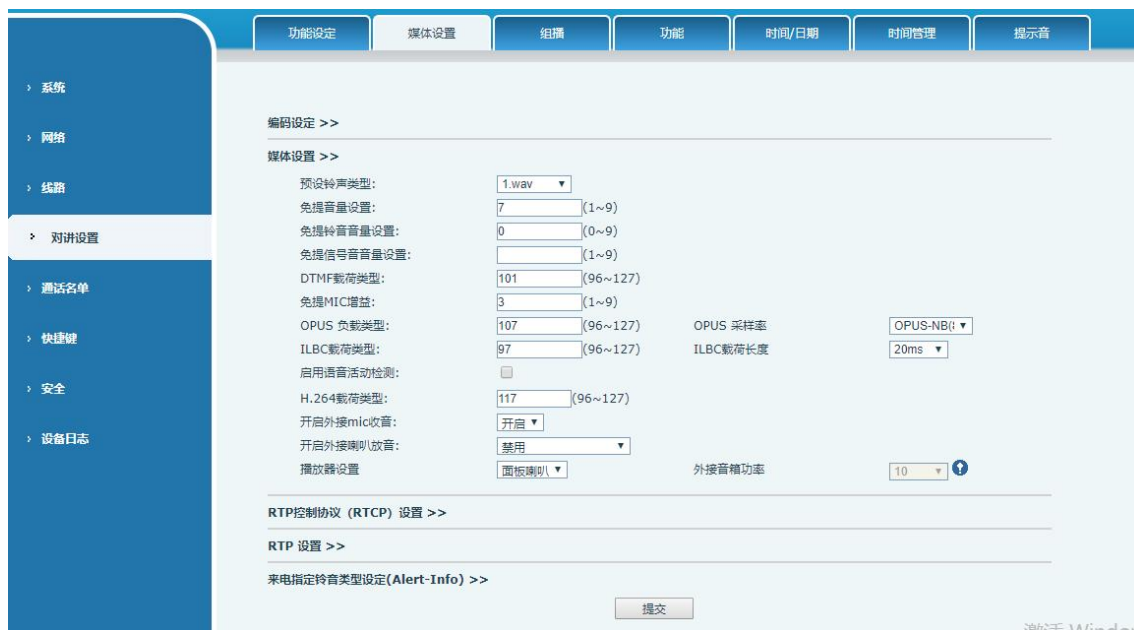 功能设定 媒体设置 组播 功能 时间/日期 时间管理 提示音
› 系统
› 网络
› 线路
› 对讲设置
› 通话名单
› 快捷键
› 安全
› 设备日志
编码设定 >>
媒体设置 >>
预设铃声类型: 1.wav
免提音量设置: 7 (1~9)
免提铃音音量设置: 0 (0~9)
免提信号音音量设置: (1~9)
DTMF载荷类型: 101 (96~127)
免提MIC增益: 3 (1~9)
OPUS 负载类型: 107 (96~127) OPUS 采样率 OPUS-NB(
ILBC载荷类型: 97 (96~127) ILBC载荷长度 20ms
启用语音活动检测:
H.264载荷类型: 117 (96~127)
开启外接mic收音: 开启
开启外接喇叭放音: 禁用
播放器设置 面板喇叭 外接音箱功率 10
RTP控制协议 (RTCP) 设置 >>
RTP 设置 >>
来电指定铃音类型设定(Alert-Info) >>
提交